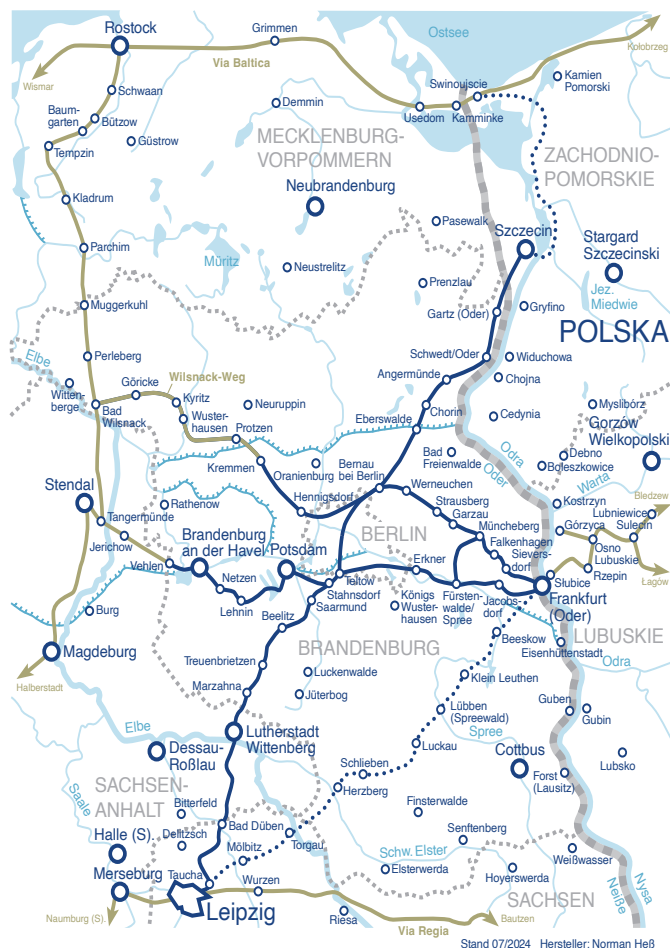 Rostock
Grimmen
Ostsee
Kołobrzeg
Via Baltica
Wismar
Schwaan
Swinoujscie
Kamien
Pomorski
Baum-
garten
Bützow
Demmin
Usedom
Kamminke
Güstrow
Tempzin
MECKLENBURG-
VORPOMMERN
ZACHODNIO-
POMORSKIE
Neubrandenburg
Kladrum
Pasewalk
Szczecin
Stargard
Szczecinski
Parchim
Müritz
Neustrelitz
Prenzlau
Jez.
Miedwie
Muggerkuhl
Gartz (Oder)
Gryfino
POLSKA
Elbe
Perleberg
Schwedt/Oder
Widuchowa
Wilsnack-Weg
Angermünde
Chojna
Witten-
berge
Göricke
Kyritz
Bad
Wilsnack
Wuster-
hausen
Neuruppin
Chorin
Cedynia
Myslibórz
Eberswalde
Gorzów
Wielkopolski
Protzen
Kremmen
Oranienburg
Bernau
bei Berlin
Bad
Freienwalde
Odra
Oder
Debno
Boleszkowice
Warta
Stendal
Hennigsdorf
Werneuchen
Bledzew
Rathenow
Strausberg
Kostrzyn
Lubniewice
Tangermünde
Garzau
Sulecin
Jerichow
Brandenburg
an der Havel
BERLIN
Müncheberg
Górzyca
Potsdam
Falkenhagen
Osno
Lubuskie
Vehlen
Erkner
Sievers-
dorf
Netzen
Teltow
Słubice
Rzepin
Łagów
Stahnsdorf
Lehnin
Saarmund
Königs
Wuster-
hausen
Fürsten-
walde/
Spree
Jacobs-
dorf
Frankfurt
(Oder)
Burg
Beelitz
Beeskow
LUBUSKIE
Magdeburg
BRANDENBURG
Eisenhüttenstadt
Treuenbrietzen
Odra
Halberstadt
Marzahna
Luckenwalde
Klein Leuthen
Jüterbog
Guben
Gubin
Lübben
(Spreewald)
Elbe
Lutherstadt
Wittenberg
Spree
Dessau-
Roßlau
Luckau
Cottbus
Lubsko
Schlieben
Forst
(Lausitz)
SACHSEN-
ANHALT
Saale
Herzberg
Bitterfeld
Finsterwalde
Halle (S.)
Bad Düben
Delitzsch
Torgau
Senftenberg
Mölbitz
Schw. Elster
Weißwasser
Merseburg
Taucha
Elsterwerda
Hoyerswerda
Wurzen
Neiße
Nysa
SACHSEN
Leipzig
Naumburg (S.)
Riesa
Bautzen
Via Regia
Stand 07/2024 Hersteller: Norman Heß